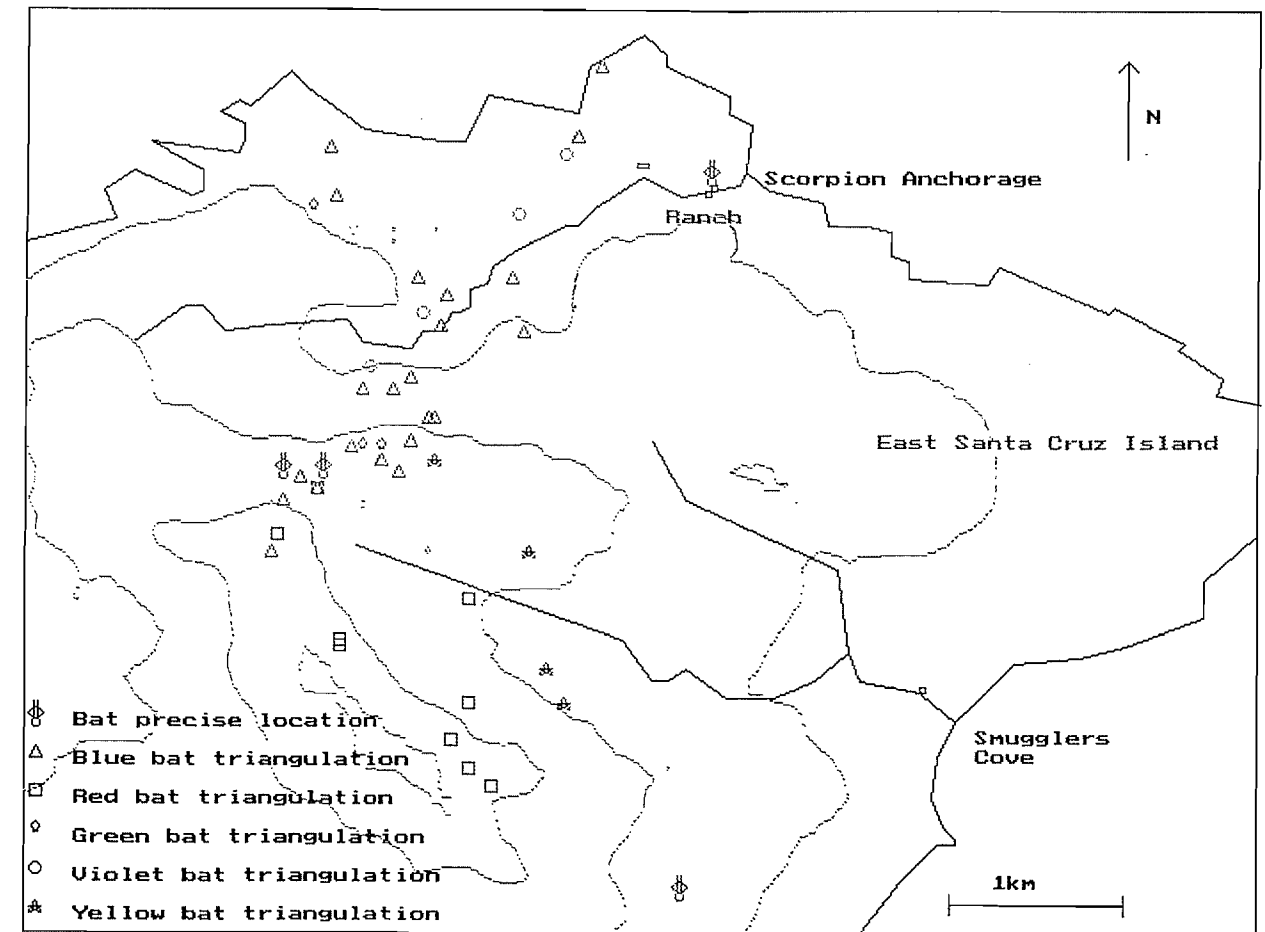 N
Scorpion Anchorage
Ranch
East Santa Cruz Island
Bat precise location
Blue bat triangulation
Red bat triangulation
Green bat triangulation
Violet bat triangulation
Yellow bat triangulation
Smugglers
Cove
1km